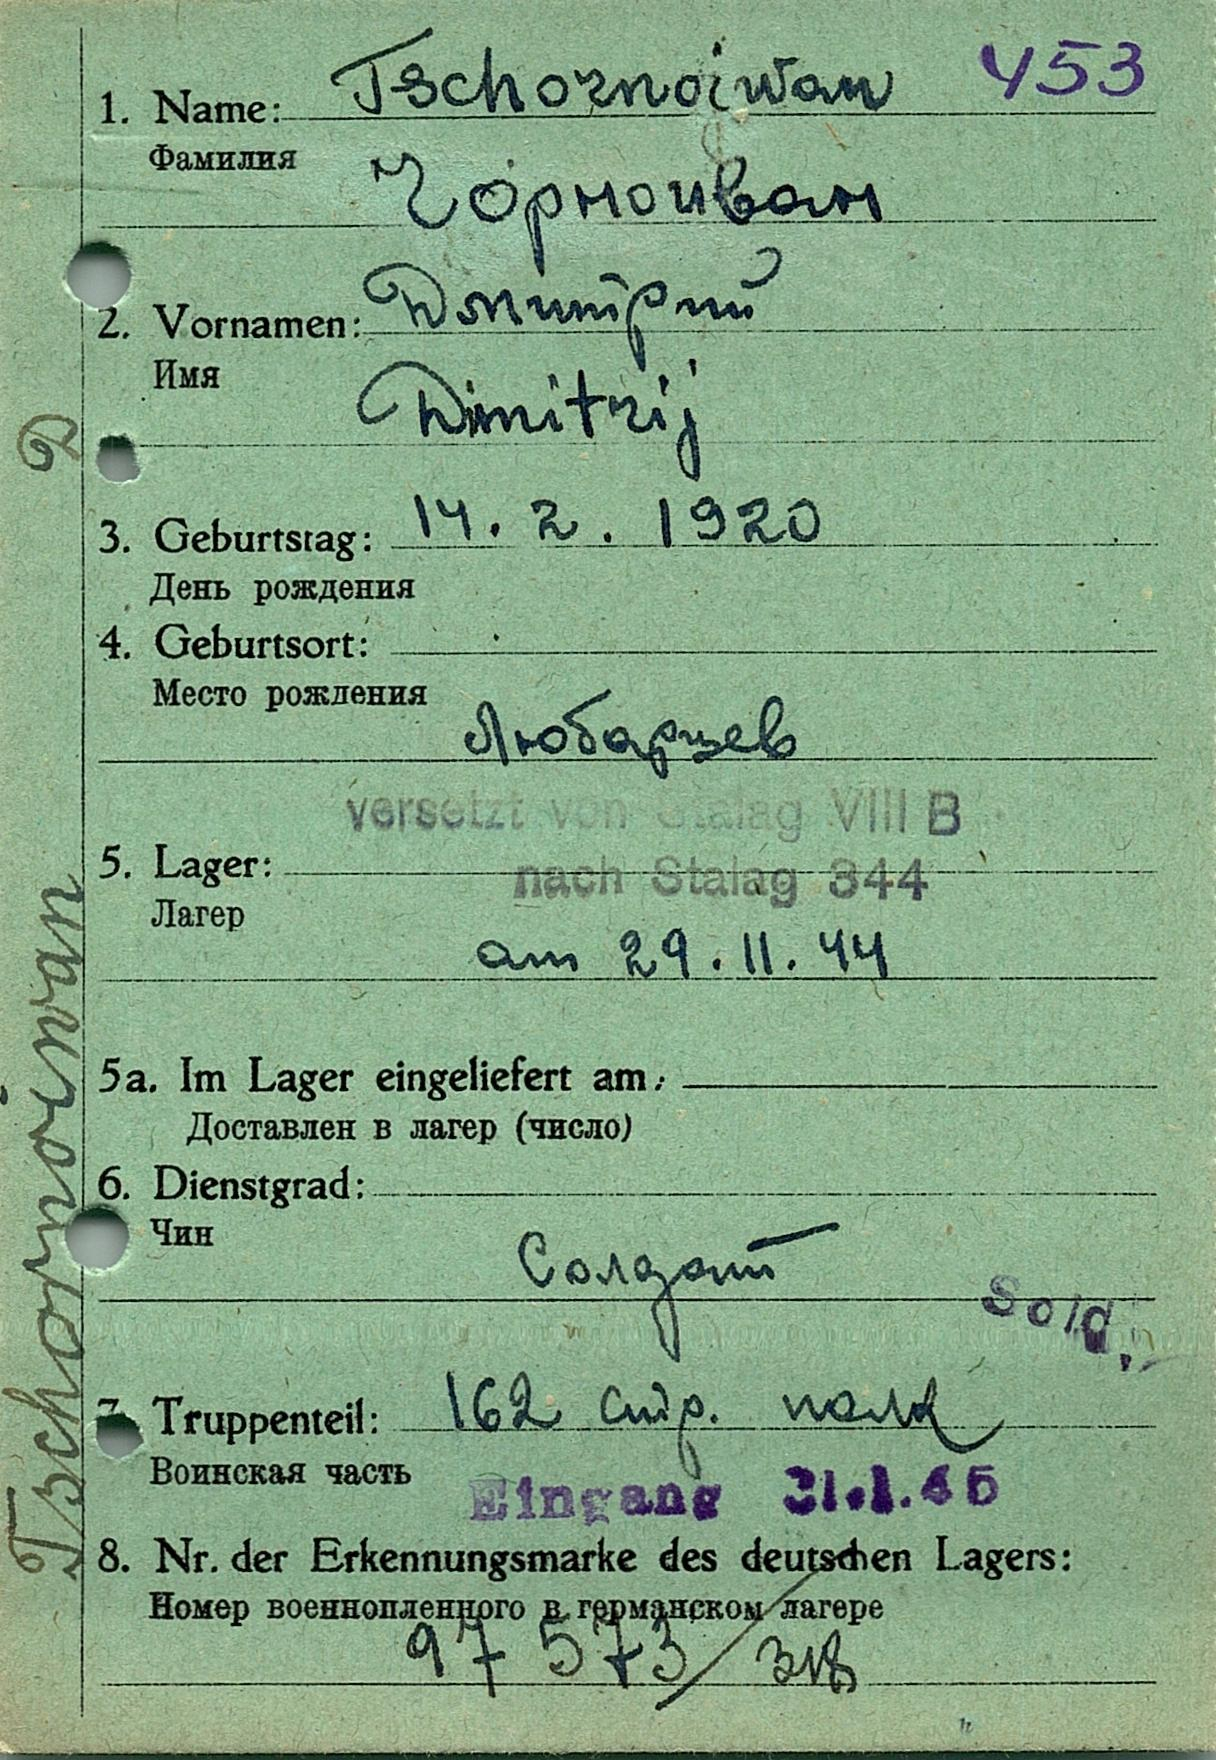 453
1. Name: Tschornoiwan
Фамилия
Чорноиван
2. Vornamen: Дмитрий
Имя
Dimitrij
3. Geburtstag: 14. 2. 1920
День рождения
4. Geburtsort:
Место рождения
Любарцев
versetzt von Stalag VIII B
5. Lager:
nach Stalag 344
Лагер
am 29. 11. 44
5a. Im Lager eingeliefert am:
Доставлен в лагер (число)
6. Dienstgrad:
Чин
Солдат
Sold.
7. Truppenteil: 162 стр. полк
Воинская часть
Eingang 31.1.45
8. Nr. der Erkennungsmarke des deutschen Lagers:
Номер военнопленного в германском лагере
97 573 / 318
Tschornoiwan D